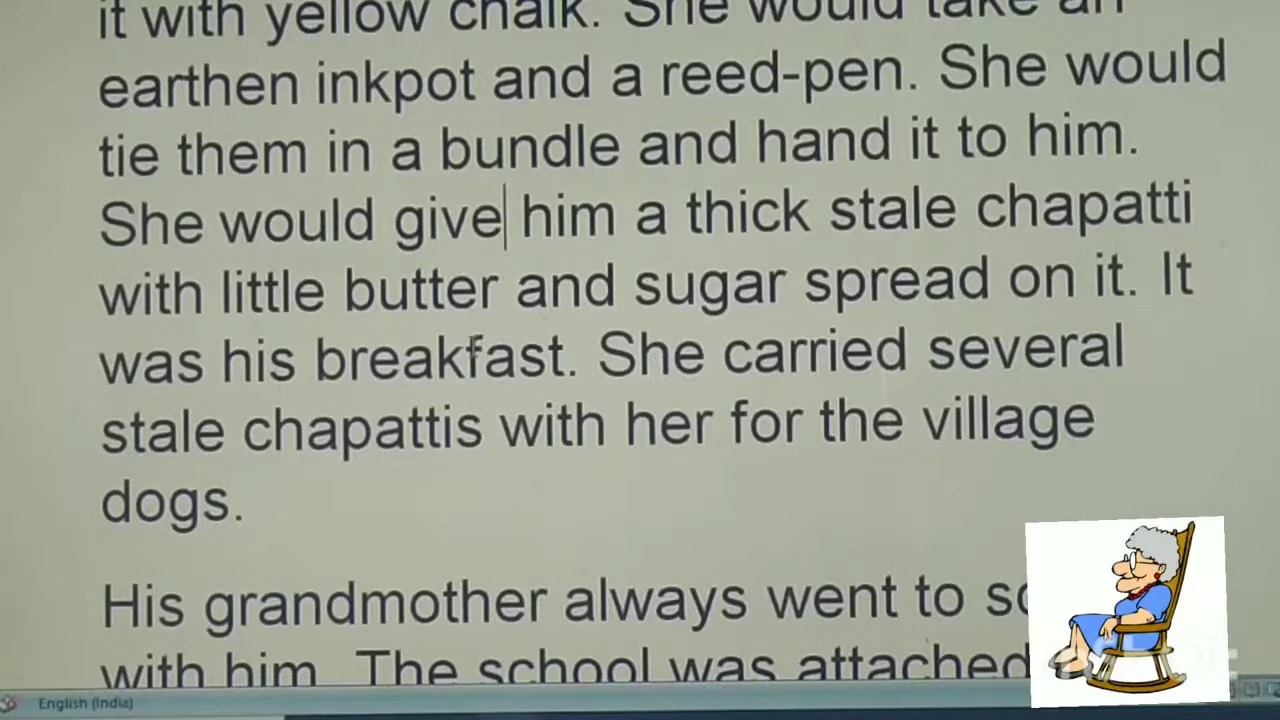 it with yellow chalk. She would take an
earthen inkpot and a reed-pen. She would
tie them in a bundle and hand it to him.
She would give him a thick stale chapatti
with little butter and sugar spread on it. It
was his breakfast. She carried several
stale chapattis with her for the village
dogs.
His grandmother always went to
with him. The school was attached
English (India)